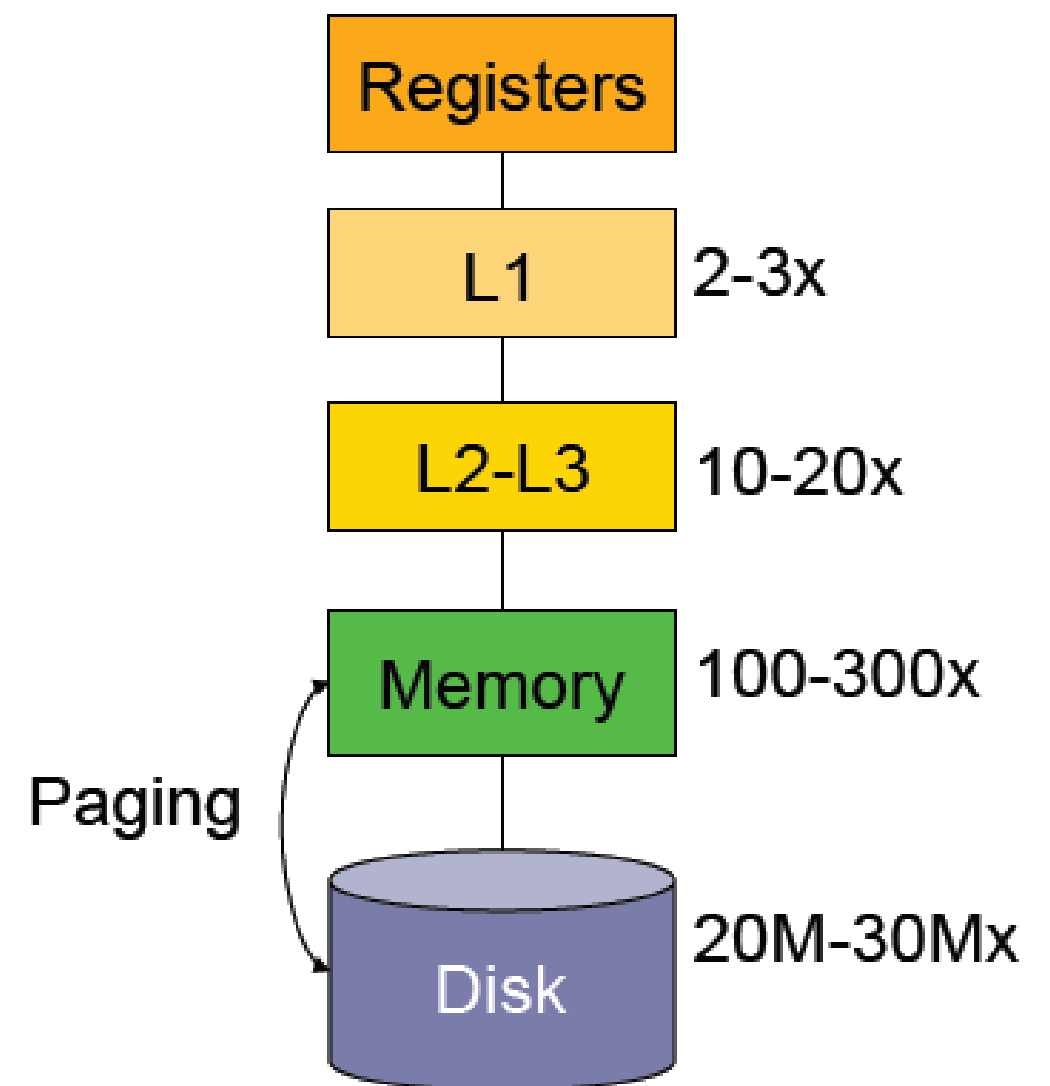 Registers
L1
2-3x
L2-L3
10-20x
Memory
100-300x
Paging
Disk
20M-30Mx